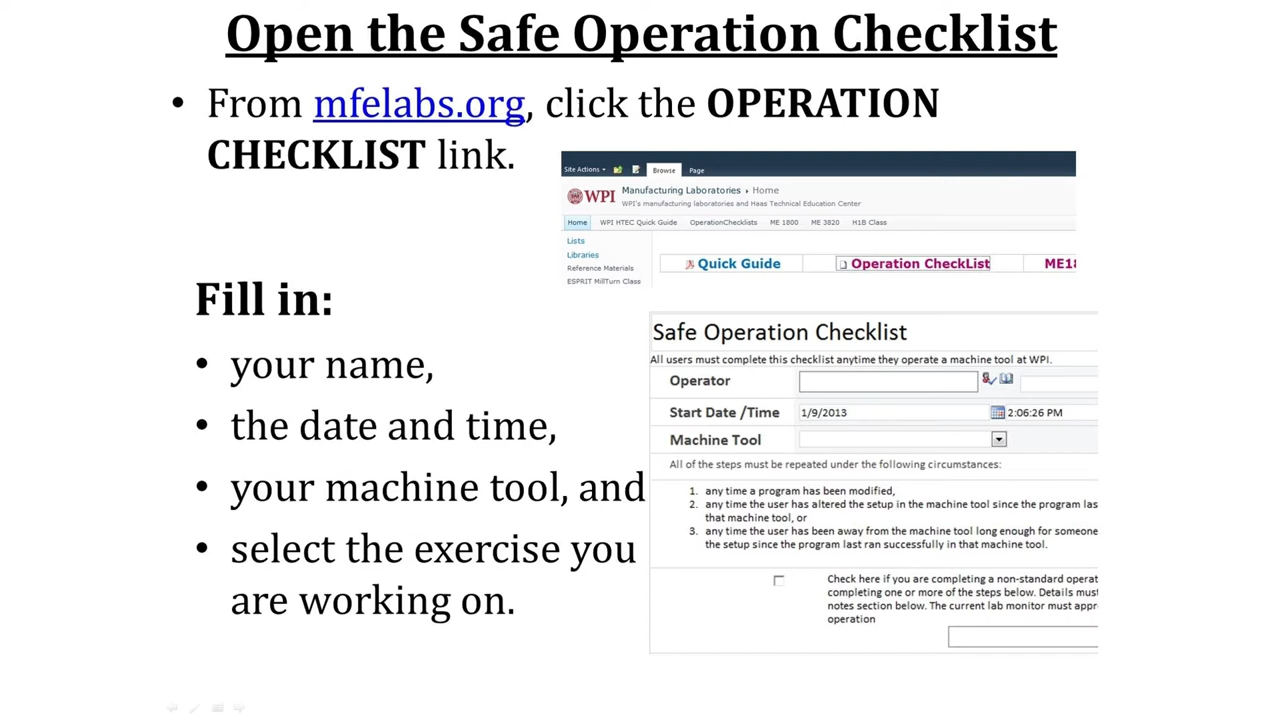 Open the Safe Operation Checklist
• From mfelabs.org, click the OPERATION
CHECKLIST link.
Site Actions Browse Page
WPI Manufacturing Laboratories › Home
WPI's manufacturing laboratories and Haas Technical Education Center
Home WPI HTEC Quick Guide OperationChecklists ME 1800 ME 3820 H1B Class
Lists
Libraries
Reference Materials
ESPRIT MillTurn Class
Quick Guide Operation CheckList ME18
Fill in:
• your name,
• the date and time,
• your machine tool, and
• select the exercise you
are working on.
Safe Operation Checklist
All users must complete this checklist anytime they operate a machine tool at WPI.
Operator
Start Date /Time 1/9/2013 2:06:26 PM
Machine Tool
All of the steps must be repeated under the following circumstances:
1. any time a program has been modified,
2. any time the user has altered the setup in the machine tool since the program las
that machine tool, or
3. any time the user has been away from the machine tool long enough for someone
the setup since the program last ran successfully in that machine tool.
Check here if you are completing a non-standard operat
completing one or more of the steps below. Details mus
notes section below. The current lab monitor must appr
operation